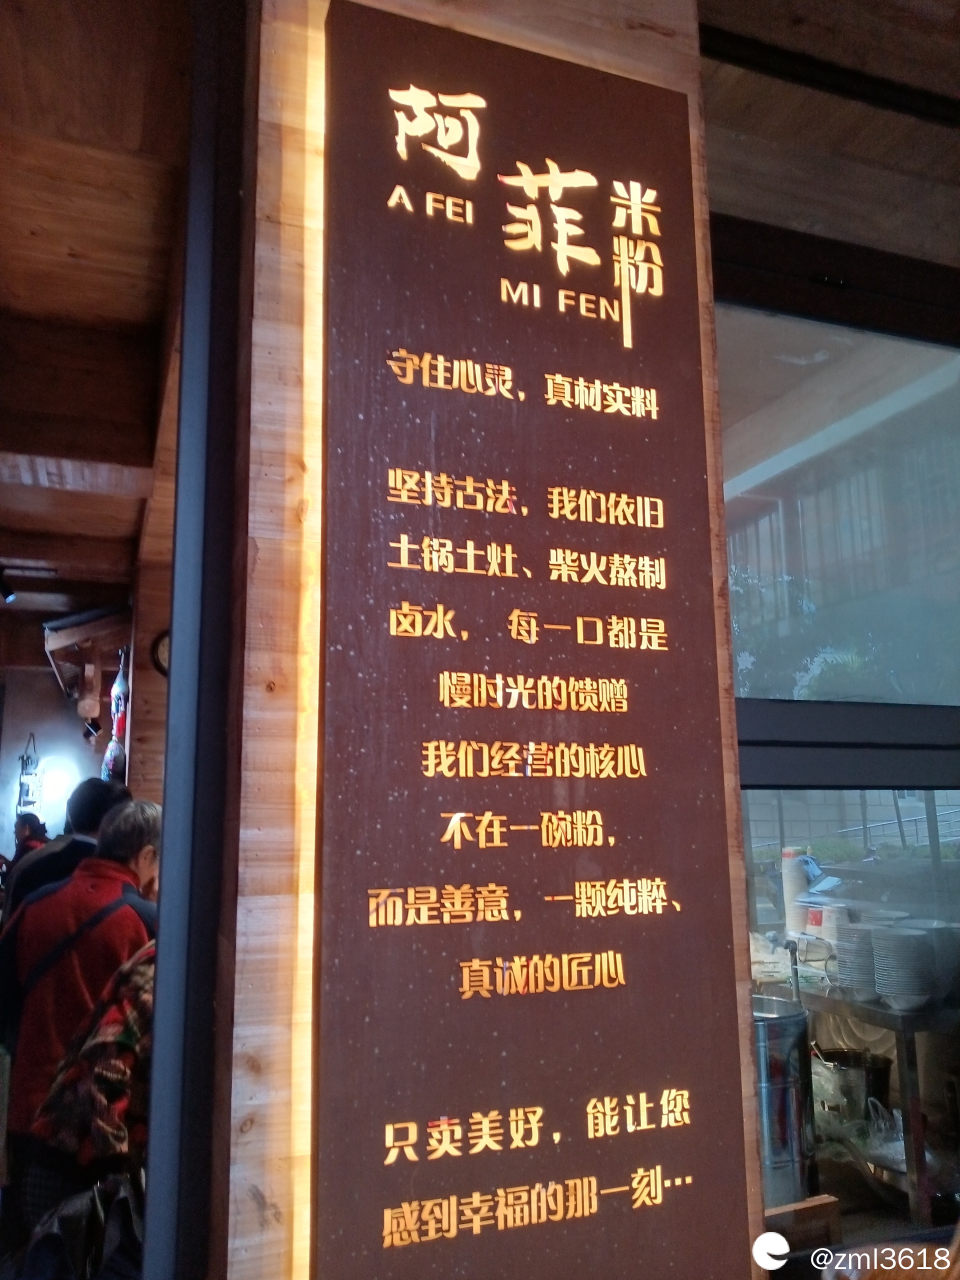 阿菲米粉
A FEI
MI FEN
守住心灵，真材实料
坚持古法，我们依旧
土锅土灶、柴火熬制
卤水， 每一口都是
慢时光的馈赠
我们经营的核心
不在一碗粉，
而是善意，一颗纯粹、
真诚的匠心
只卖美好，能让您
感到幸福的那一刻…
@zml3618